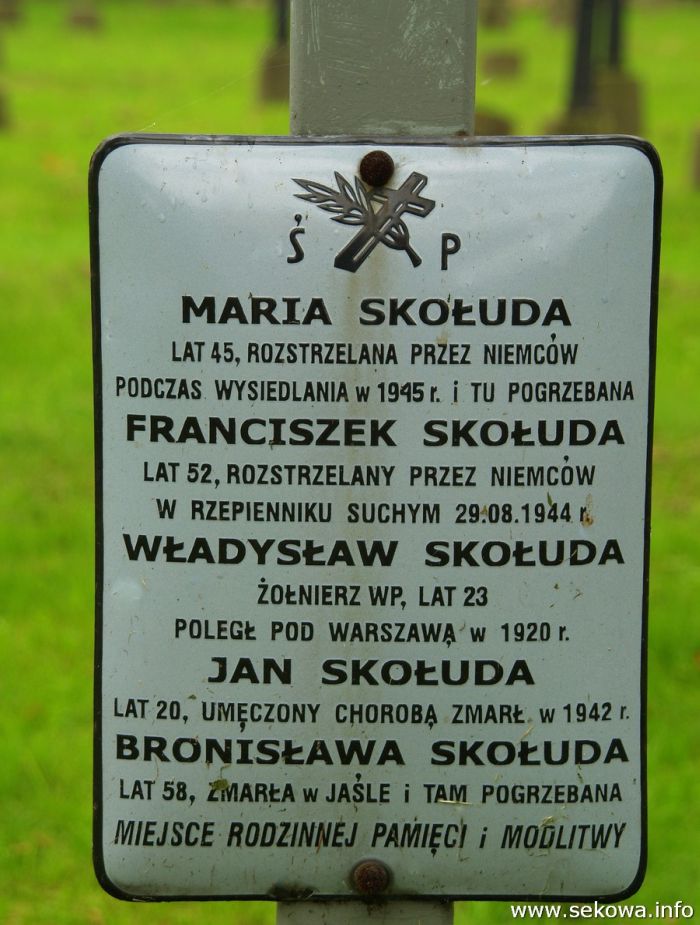 Ś P
MARIA SKOŁUDA
LAT 45, ROZSTRZELANA PRZEZ NIEMCÓW
PODCZAS WYSIEDLANIA w 1945 r. i TU POGRZEBANA
FRANCISZEK SKOŁUDA
LAT 52, ROZSTRZELANY PRZEZ NIEMCÓW
W RZEPIENNIKU SUCHYM 29.08.1944 r.
WŁADYSŁAW SKOŁUDA
ŻOŁNIERZ WP, LAT 23
POLEGŁ POD WARSZAWĄ w 1920 r.
JAN SKOŁUDA
LAT 20, UMĘCZONY CHOROBĄ ZMARŁ w 1942 r.
BRONISŁAWA SKOŁUDA
LAT 58, ZMARŁA w JAŚLE i TAM POGRZEBANA
MIEJSCE RODZINNEJ PAMIĘCI i MODLITWY
www.sekowa.info